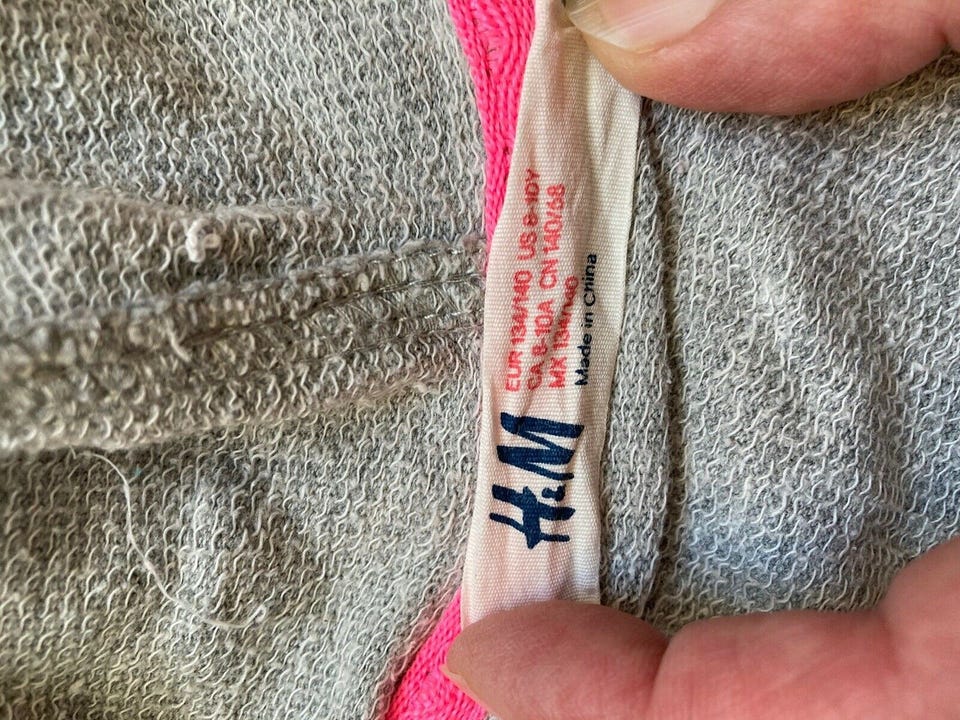 H&M
EUR 134/140 US 8-10Y
CA 8-10A CN 140/68
MX 134/140
Made in China